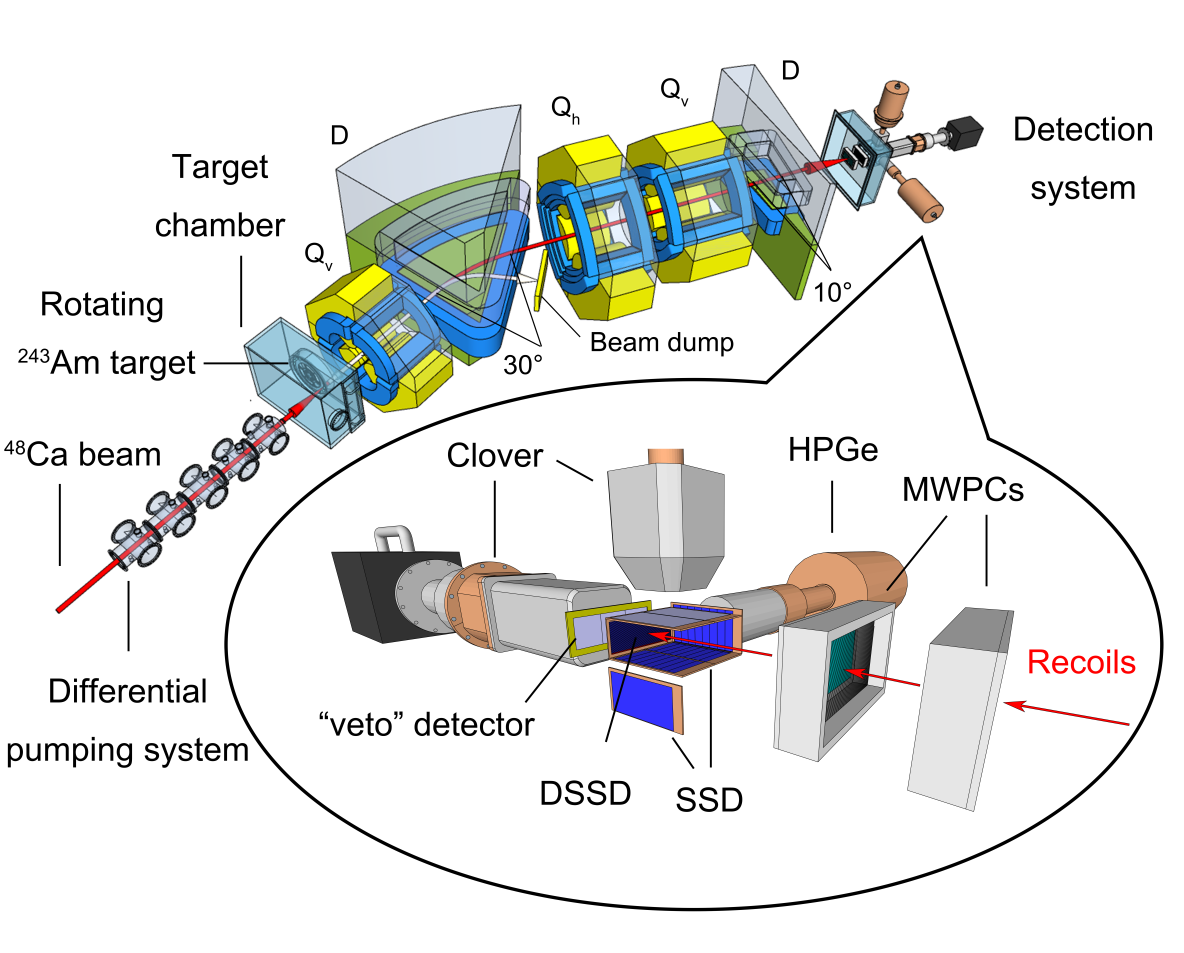 D
Q_h
Q_v
D
Detection
system
Target
chamber
Q_v
Rotating
²⁴³Am target
10°
Beam dump
30°
⁴⁸Ca beam
Clover
HPGe
MWPCs
Recoils
Differential
pumping system
“veto” detector
DSSD
SSD